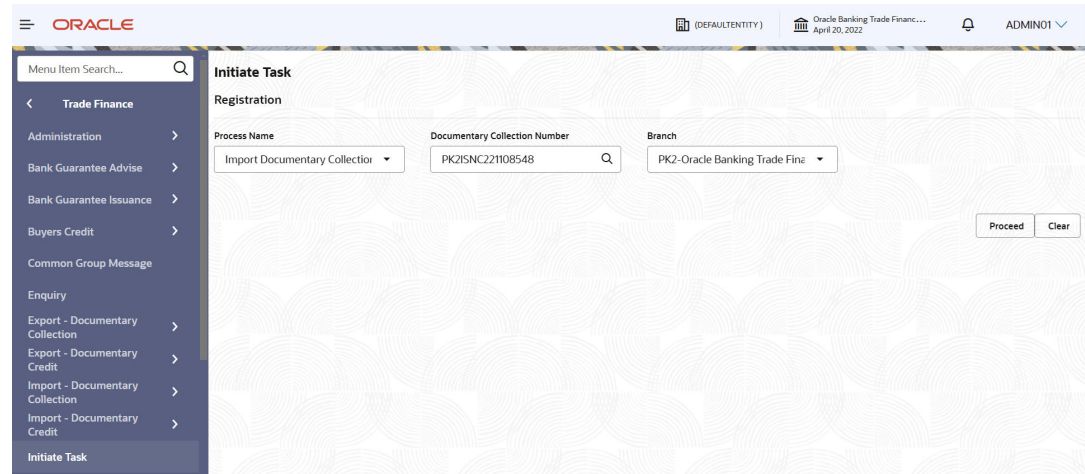 ORACLE
(DEFAULTENTITY)
Oracle Banking Trade Financ...
April 20, 2022
ADMIN01
Menu Item Search...
Trade Finance
Administration
Bank Guarantee Advise
Bank Guarantee Issuance
Buyers Credit
Common Group Message
Enquiry
Export - Documentary
Collection
Export - Documentary
Credit
Import - Documentary
Collection
Import - Documentary
Credit
Initiate Task
Initiate Task
Registration
Process Name
Documentary Collection Number
Branch
Import Documentary Collection
PK2ISNC221108548
PK2-Oracle Banking Trade Fina
Proceed
Clear